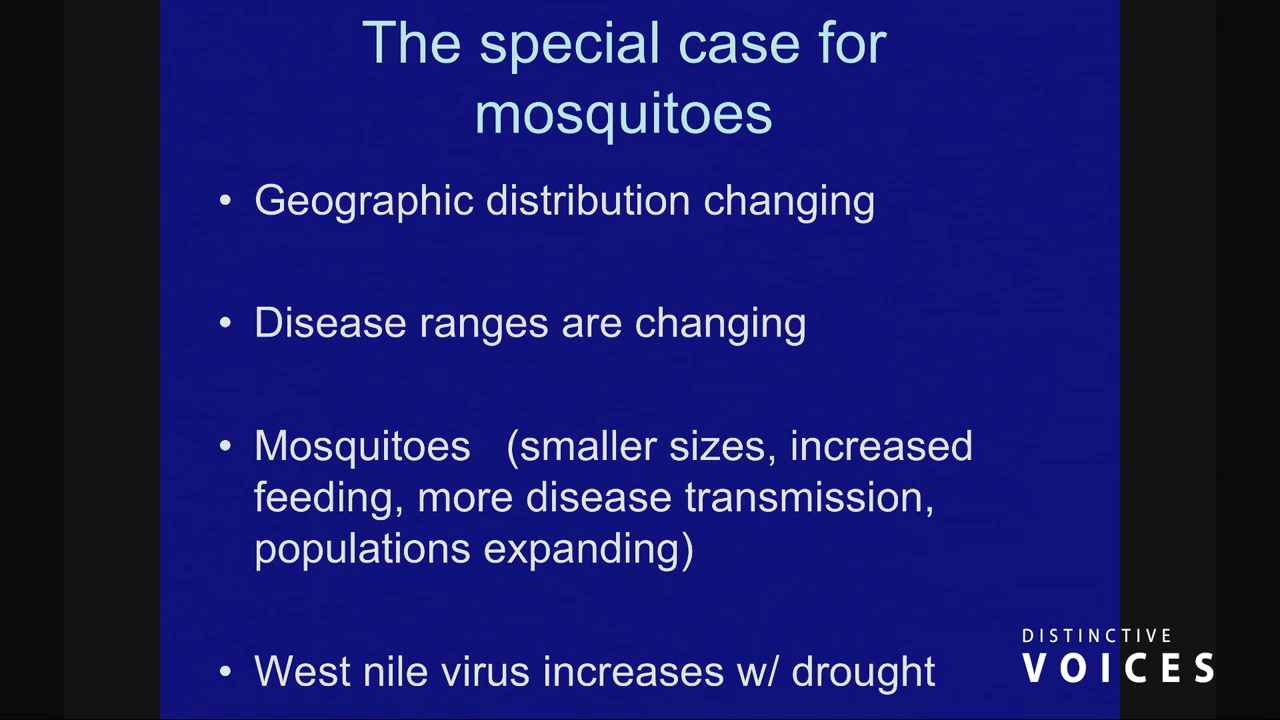 The special case for
mosquitoes
• Geographic distribution changing
• Disease ranges are changing
• Mosquitoes (smaller sizes, increased
feeding, more disease transmission,
populations expanding)
• West nile virus increases w/ drought
DISTINCTIVE
VOICES